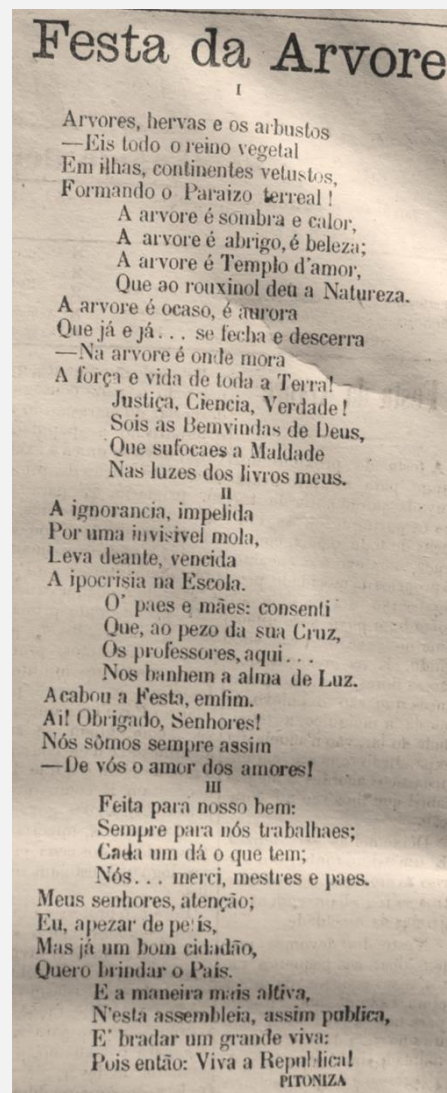 Festa da Arvore
I
Arvores, hervas e os arbustos
—Eis todo o reino vegetal
Em ilhas, continentes vetustos,
Formando o Paraizo terreal!
A arvore é sombra e calor,
A arvore é abrigo, é beleza;
A arvore é Templo d'amor,
Que ao rouxinol deu a Natureza.
A arvore é ocaso, é aurora
Que já e já... se fecha e descerra
—Na arvore é onde mora
A força e vida de toda a Terra!—
Justiça, Ciencia, Verdade!
Sois as Bemvindas de Deus,
Que sufocaes a Maldade
Nas luzes dos livros meus.
II
A ignorancia, impelida
Por uma invisivel mola,
Leva deante, vencida
A ipocrisia na Escola.
O' paes e mães: consenti
Que, ao pezo da sua Cruz,
Os professores, aqui...
Nos banhem a alma de Luz.
Acabou a Festa, emfim.
Ai! Obrigado, Senhores!
Nós sômos sempre assim
—De vós o amor dos amores!
III
Feita para nosso bem:
Sempre para nós trabalhaes;
Cada um dá o que tem;
Nós... merci, mestres e paes.
Meus senhores, atenção;
Eu, apezar de petís,
Mas já um bom cidadão,
Quero brindar o País.
E a maneira mais altiva,
N'esta assembleia, assim publica,
E' bradar um grande viva:
Pois então: Viva a Republica!
PITONIZA